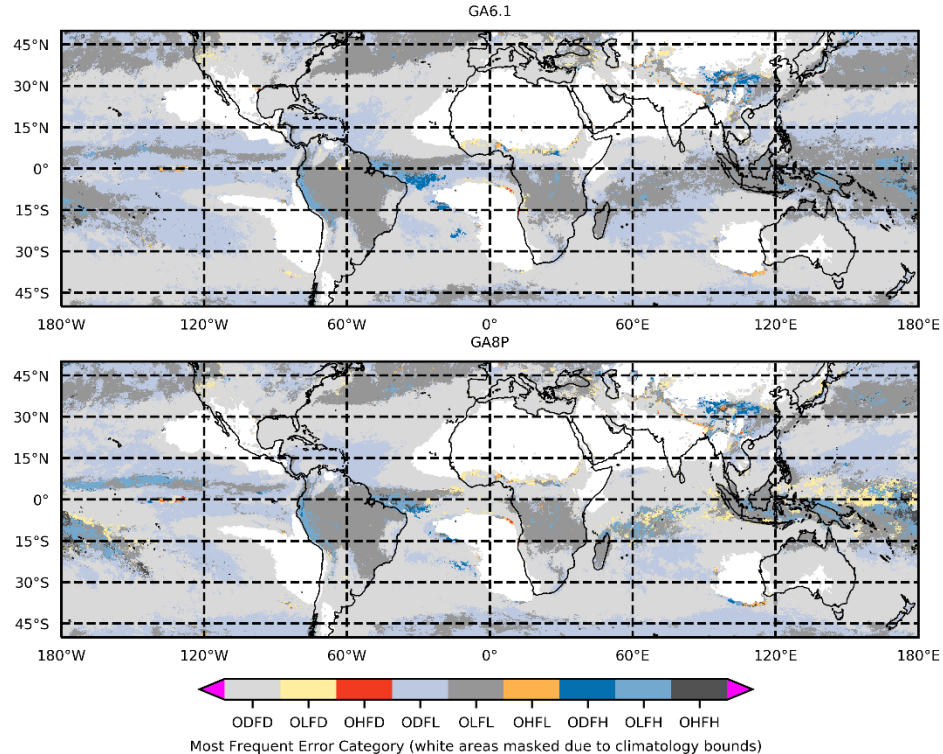 GA6.1
45°N
30°N
15°N
0°
15°S
30°S
45°S
180°W 120°W 60°W 0° 60°E 120°E 180°E
GA8P
45°N
30°N
15°N
0°
15°S
30°S
45°S
180°W 120°W 60°W 0° 60°E 120°E 180°E
ODFD OLFD OHFD ODFL OLFL OHFL ODFH OLFH OHFH
Most Frequent Error Category (white areas masked due to climatology bounds)